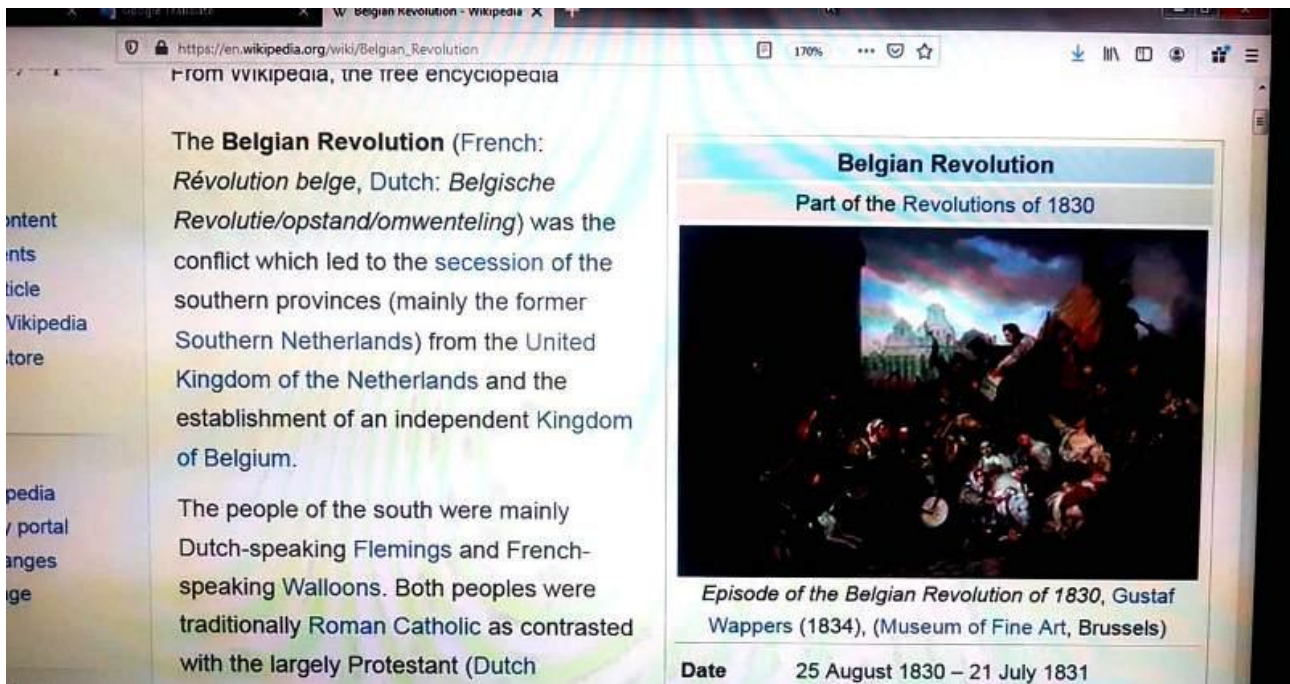 Google Translate
W Belgian Revolution - Wikipedia X
https://en.wikipedia.org/wiki/Belgian_Revolution
170%
From Wikipedia, the free encyclopedia
ontent
ents
ticle
Vikipedia
tore
pedia
y portal
anges
ge
The Belgian Revolution (French:
Révolution belge, Dutch: Belgische
Revolutie/opstand/omwenteling) was the
conflict which led to the secession of the
southern provinces (mainly the former
Southern Netherlands) from the United
Kingdom of the Netherlands and the
establishment of an independent Kingdom
of Belgium.
The people of the south were mainly
Dutch-speaking Flemings and French-
speaking Walloons. Both peoples were
traditionally Roman Catholic as contrasted
with the largely Protestant (Dutch
Belgian Revolution
Part of the Revolutions of 1830
Episode of the Belgian Revolution of 1830, Gustaf
Wappers (1834), (Museum of Fine Art, Brussels)
Date 25 August 1830 – 21 July 1831